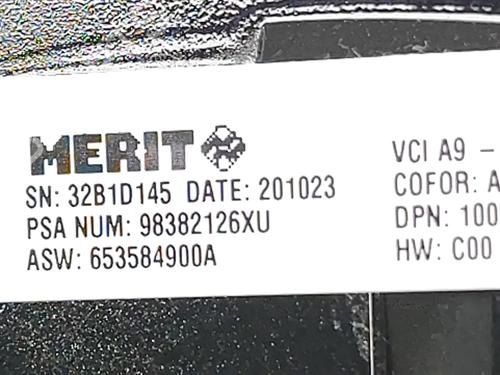 MERIT
SN: 32B1D145 DATE: 201023
PSA NUM: 98382126XU
ASW: 653584900A
VCI A9 -
COFOR: A
DPN: 100
HW: C00